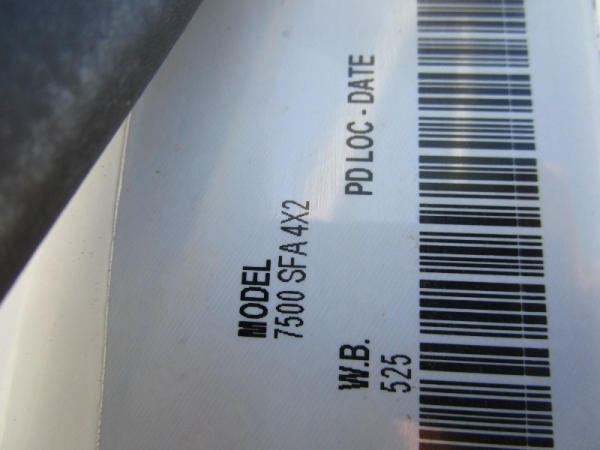 MODEL
7500 SFA 4X2
W.B. PD LOC - DATE
525